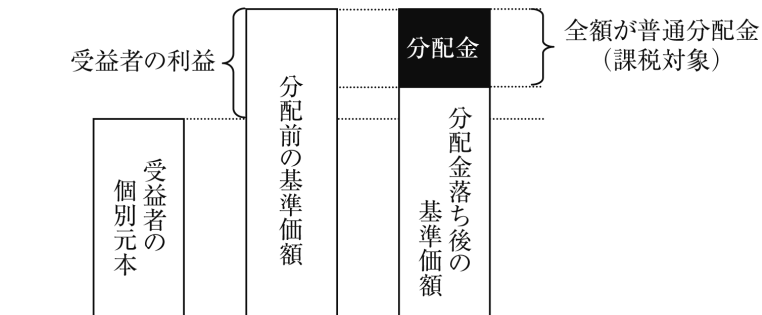 受益者の利益
受益者の
個別元本
分配前の基準価額
分配金
分配金落ち後の
基準価額
全額が普通分配金
（課税対象）